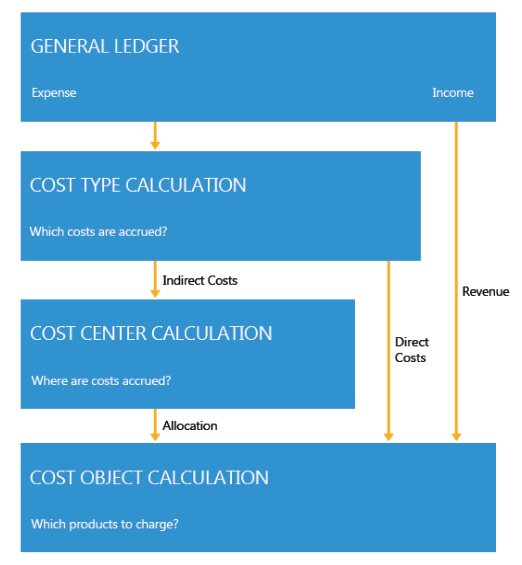 GENERAL LEDGER
Expense
Income
COST TYPE CALCULATION
Which costs are accrued?
Indirect Costs
Revenue
COST CENTER CALCULATION
Direct
Costs
Where are costs accrued?
Allocation
COST OBJECT CALCULATION
Which products to charge?